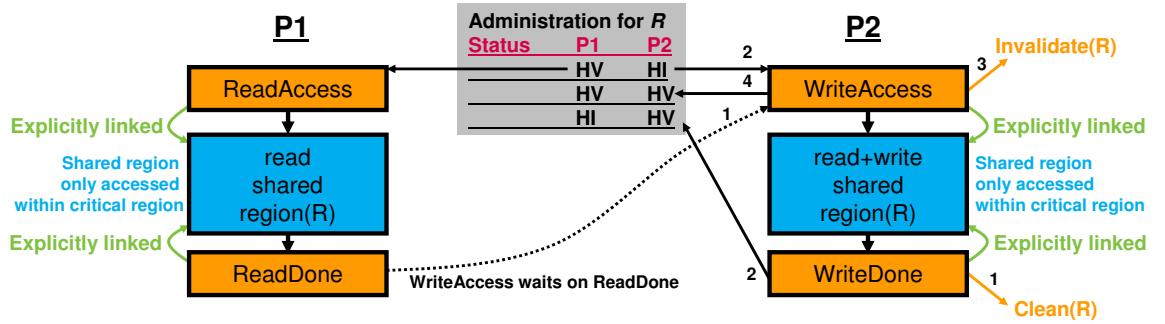 P1
Administration for R
Status P1 P2
HV HI
HV HV
HI HV
P2
2
4
1
3
Invalidate(R)
ReadAccess
WriteAccess
Explicitly linked
Explicitly linked
Shared region
only accessed
within critical region
read
shared
region(R)
read+write
shared
region(R)
Shared region
only accessed
within critical region
Explicitly linked
Explicitly linked
ReadDone
WriteAccess waits on ReadDone
2
WriteDone
1
Clean(R)